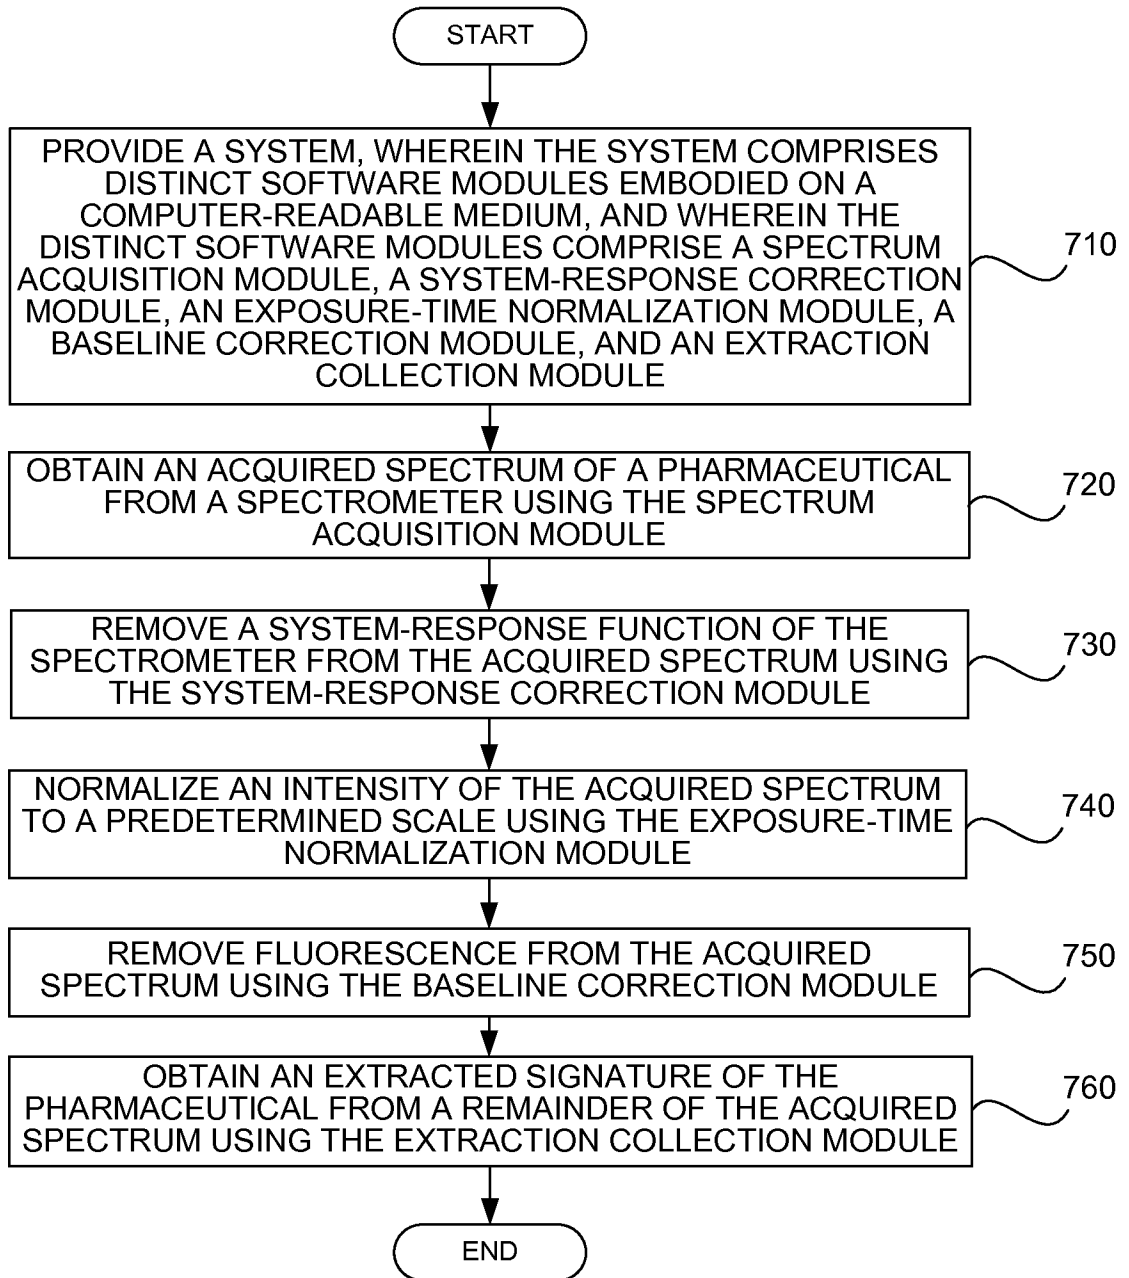 START
PROVIDE A SYSTEM, WHEREIN THE SYSTEM COMPRISES
DISTINCT SOFTWARE MODULES EMBODIED ON A
COMPUTER-READABLE MEDIUM, AND WHEREIN THE
DISTINCT SOFTWARE MODULES COMPRISE A SPECTRUM
ACQUISITION MODULE, A SYSTEM-RESPONSE CORRECTION
MODULE, AN EXPOSURE-TIME NORMALIZATION MODULE, A
BASELINE CORRECTION MODULE, AND AN EXTRACTION
COLLECTION MODULE
710
OBTAIN AN ACQUIRED SPECTRUM OF A PHARMACEUTICAL
FROM A SPECTROMETER USING THE SPECTRUM
ACQUISITION MODULE
720
REMOVE A SYSTEM-RESPONSE FUNCTION OF THE
SPECTROMETER FROM THE ACQUIRED SPECTRUM USING
THE SYSTEM-RESPONSE CORRECTION MODULE
730
NORMALIZE AN INTENSITY OF THE ACQUIRED SPECTRUM
TO A PREDETERMINED SCALE USING THE EXPOSURE-TIME
NORMALIZATION MODULE
740
REMOVE FLUORESCENCE FROM THE ACQUIRED
SPECTRUM USING THE BASELINE CORRECTION MODULE
750
OBTAIN AN EXTRACTED SIGNATURE OF THE
PHARMACEUTICAL FROM A REMAINDER OF THE ACQUIRED
SPECTRUM USING THE EXTRACTION COLLECTION MODULE
760
END